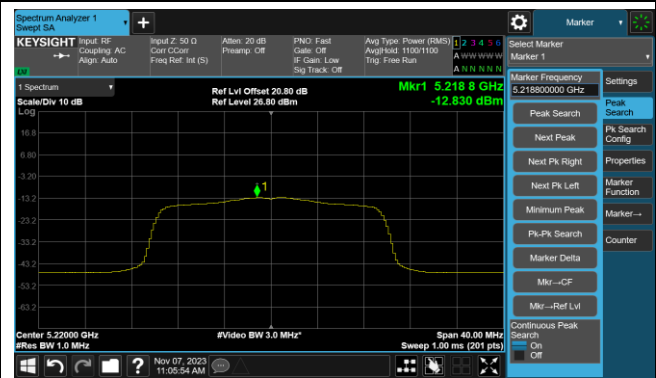 Spectrum Analyzer 1
Swept SA
Marker
KEYSIGHT
Input: RF
Coupling: AC
Align: Auto
Input Z: 50 Ω
Corr CCorr
Freq Ref: Int (S)
Atten: 20 dB
Preamp: Off
PNO: Fast
Gate: Off
IF Gain: Low
Sig Track: Off
Avg Type: Power (RMS)
Avg|Hold: 1100/1100
Trig: Free Run
1 2 3 4 5 6
A W W W W W
A N N N N N
LXI
Select Marker
Marker 1
1 Spectrum
Scale/Div 10 dB
Log
Ref Lvl Offset 20.80 dB
Ref Level 26.80 dBm
Mkr1 5.218 8 GHz
-12.830 dBm
16.8
6.80
-3.20
-13.2
-23.2
-33.2
-43.2
-53.2
-63.2
1
Center 5.22000 GHz
#Res BW 1.0 MHz
#Video BW 3.0 MHz*
Span 40.00 MHz
Sweep 1.00 ms (201 pts)
Marker Frequency
5.218800000 GHz
Peak Search
Next Peak
Next Pk Right
Next Pk Left
Minimum Peak
Pk-Pk Search
Marker Delta
Mkr→CF
Mkr→Ref Lvl
Continuous Peak
Search
On
Off
Settings
Peak
Search
Pk Search
Config
Properties
Marker
Function
Marker→
Counter
Nov 07, 2023
11:05:54 AM